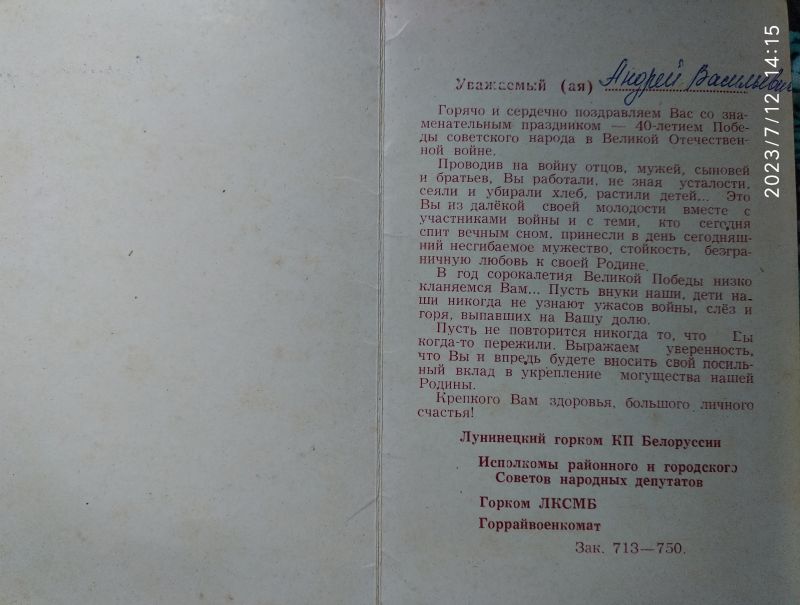 Уважаемый (ая) Андрей Васильевич
Горячо и сердечно поздравляем Вас со зна-
менательным праздником — 40-летием Побе-
ды советского народа в Великой Отечествен-
ной войне.
Проводив на войну отцов, мужей, сыновей
и братьев, Вы работали, не зная усталости,
сеяли и убирали хлеб, растили детей... Это
Вы из далёкой своей молодости вместе с
участниками войны и с теми, кто сегодня
спит вечным сном, принесли в день сегодняш-
ний несгибаемое мужество, стойкость, безгра-
ничную любовь к своей Родине.
В год сорокалетия Великой Победы низко
кланяемся Вам... Пусть внуки наши, дети на-
ши никогда не узнают ужасов войны, слёз и
горя, выпавших на Вашу долю.
Пусть не повторится никогда то, что Вы
когда-то пережили. Выражаем уверенность,
что Вы и впредь будете вносить свой посиль-
ный вклад в укрепление могущества нашей
Родины.
Крепкого Вам здоровья, большого личного
счастья!
Лунинецкий горком КП Белоруссии
Исполкомы районного и городского
Советов народных депутатов
Горком ЛКСМБ
Горрайвоенкомат
Зак. 713—750.
2023/7/12 14:15